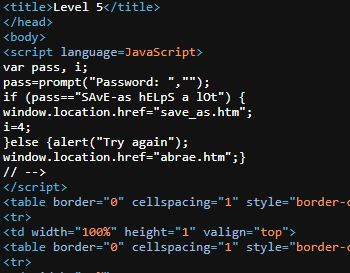 <title>Level 5</title>
</head>
<body>
<script language=JavaScript>
var pass, i;
pass=prompt("Password: ","");
if (pass=="SAvE-as hELpS a lOt") {
window.location.href="save_as.htm";
i=4;
}else {alert("Try again");
window.location.href="abrae.htm";}
// -->
</script>
<table border="0" cellspacing="1" style="border-c
<tr>
<td width="100%" height="1" valign="top">
<table border="0" cellspacing="1" style="border-c
<tr>